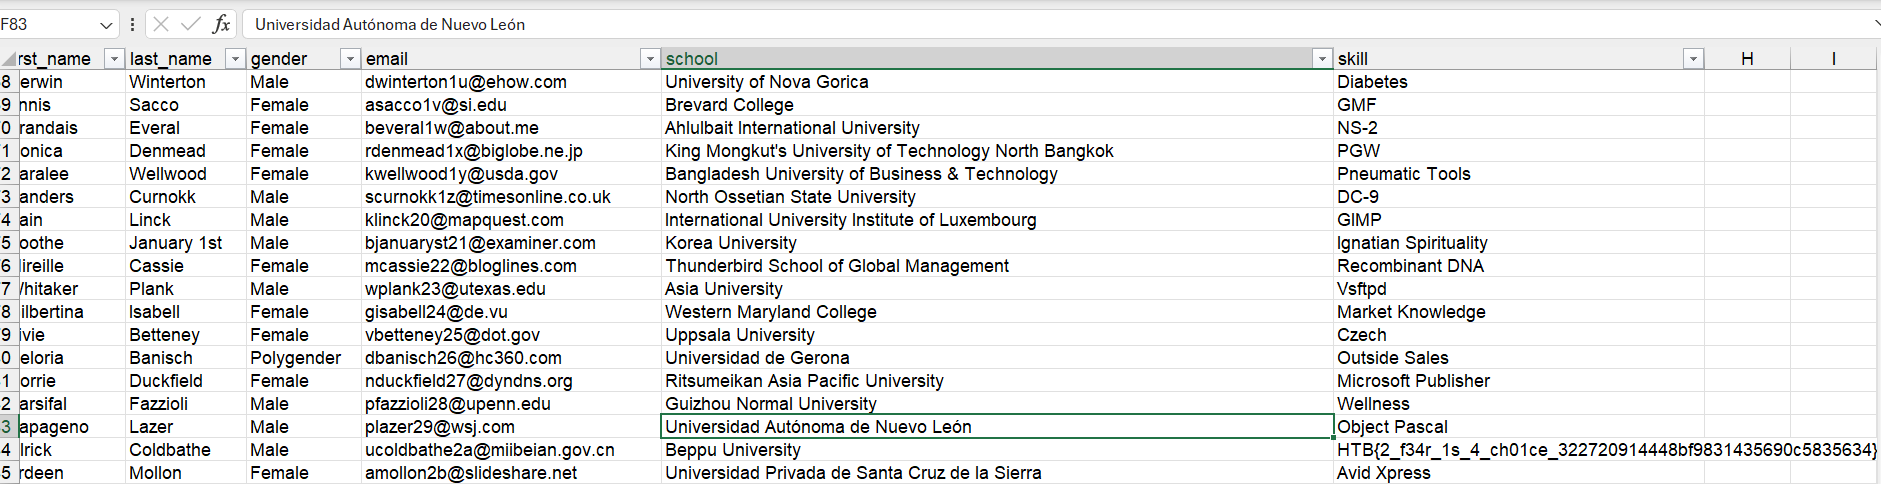 F83 fx Universidad Autónoma de Nuevo León
rst_name last_name gender email school skill H I
8 erwin Winterton Male dwinterton1u@ehow.com University of Nova Gorica Diabetes
9 nnis Sacco Female asacco1v@si.edu Brevard College GMF
0 randais Everal Female beveral1w@about.me Ahlulbait International University NS-2
1 onica Denmead Female rdenmead1x@biglobe.ne.jp King Mongkut's University of Technology North Bangkok PGW
2 aralee Wellwood Female kwellwood1y@usda.gov Bangladesh University of Business & Technology Pneumatic Tools
3 anders Curnokk Male scurnokk1z@timesonline.co.uk North Ossetian State University DC-9
4 ain Linck Male klinck20@mapquest.com International University Institute of Luxembourg GIMP
5 oothe January 1st Male bjanuaryst21@examiner.com Korea University Ignatian Spirituality
6 ireille Cassie Female mcassie22@bloglines.com Thunderbird School of Global Management Recombinant DNA
7 hitaker Plank Male wplank23@utexas.edu Asia University Vsftpd
8 ilbertina Isabell Female gisabell24@de.vu Western Maryland College Market Knowledge
9 ivie Betteney Female vbetteney25@dot.gov Uppsala University Czech
0 eloria Banisch Polygender dbanisch26@hc360.com Universidad de Gerona Outside Sales
1 orrie Duckfield Female nduckfield27@dyndns.org Ritsumeikan Asia Pacific University Microsoft Publisher
2 arsifal Fazzioli Male pfazzioli28@upenn.edu Guizhou Normal University Wellness
3 apageno Lazer Male plazer29@wsj.com Universidad Autónoma de Nuevo León Object Pascal
4 lrick Coldbathe Male ucoldbathe2a@miibeian.gov.cn Beppu University HTB{2_f34r_1s_4_ch01ce_322720914448bf9831435690c5835634}
5 rdeen Mollon Female amollon2b@slideshare.net Universidad Privada de Santa Cruz de la Sierra Avid Xpress